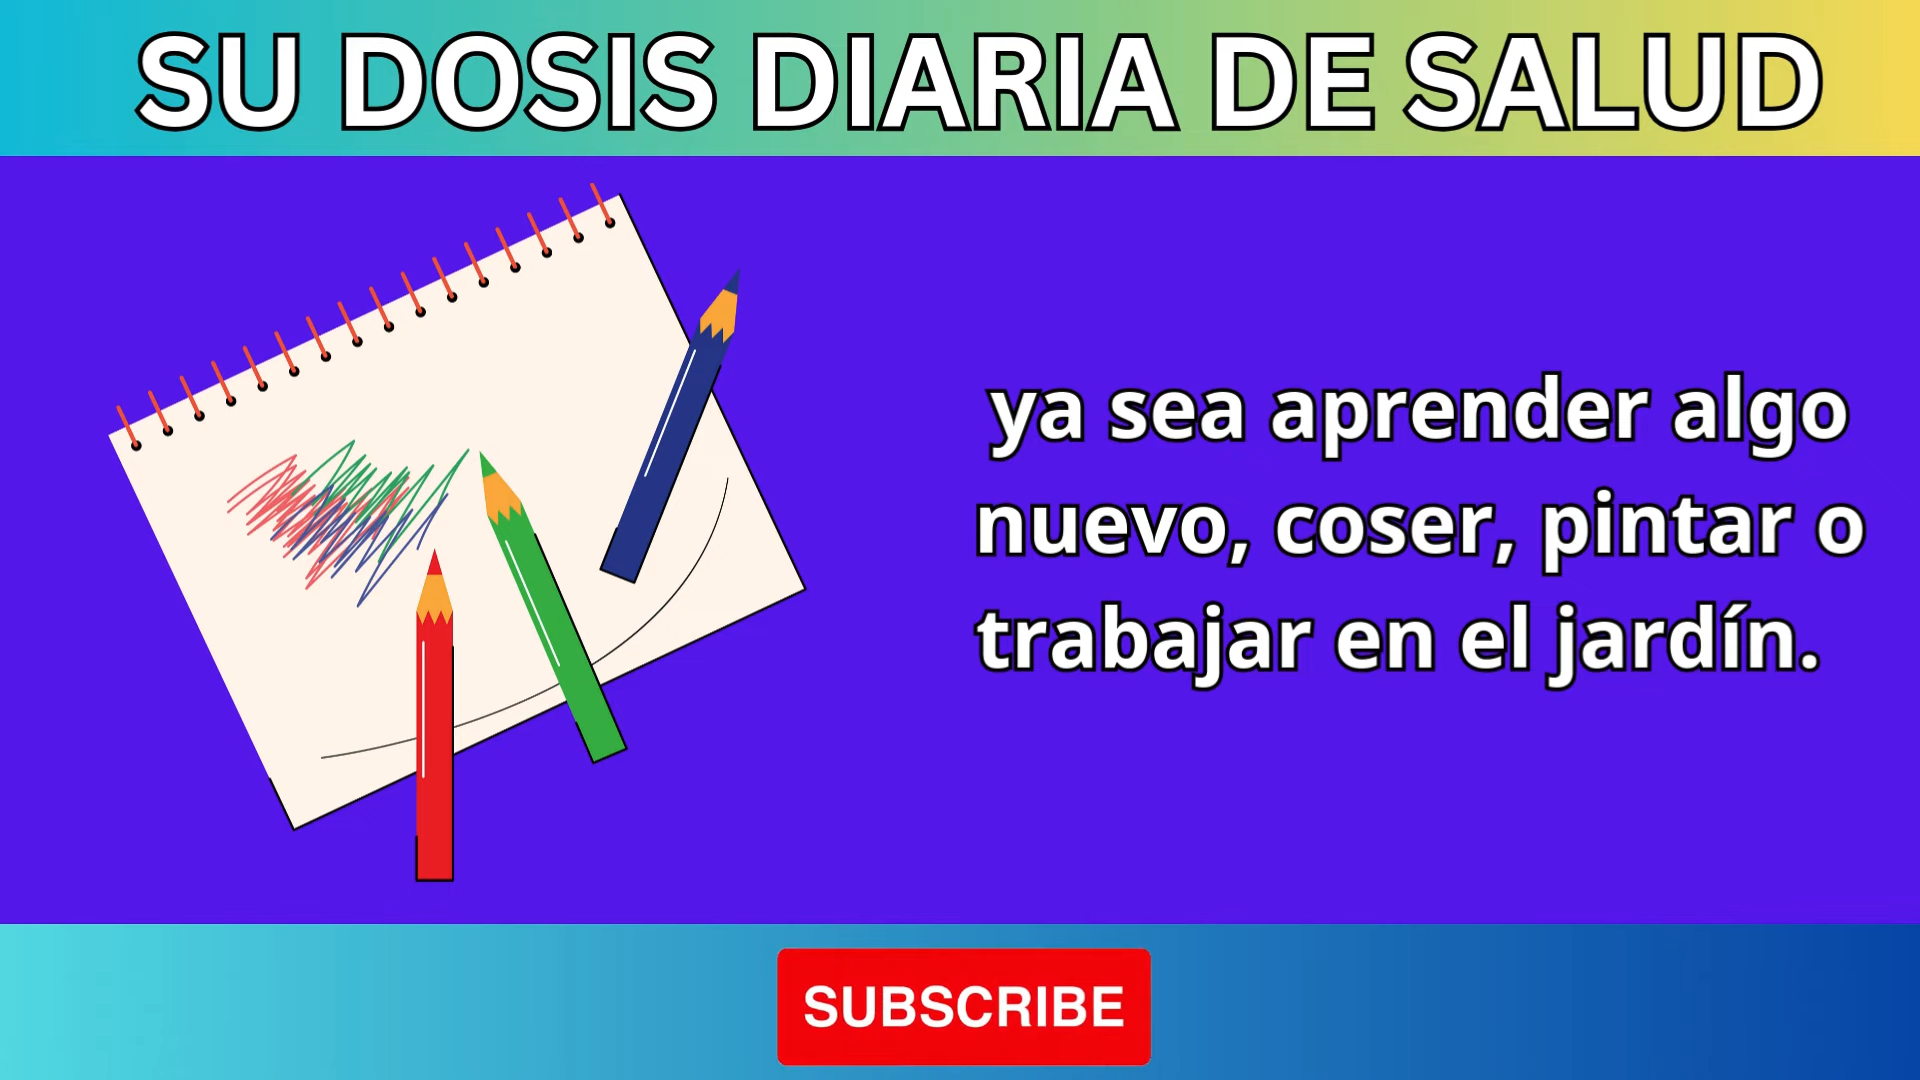 SU DOSIS DIARIA DE SALUD
ya sea aprender algo
nuevo, coser, pintar o
trabajar en el jardín.
SUBSCRIBE